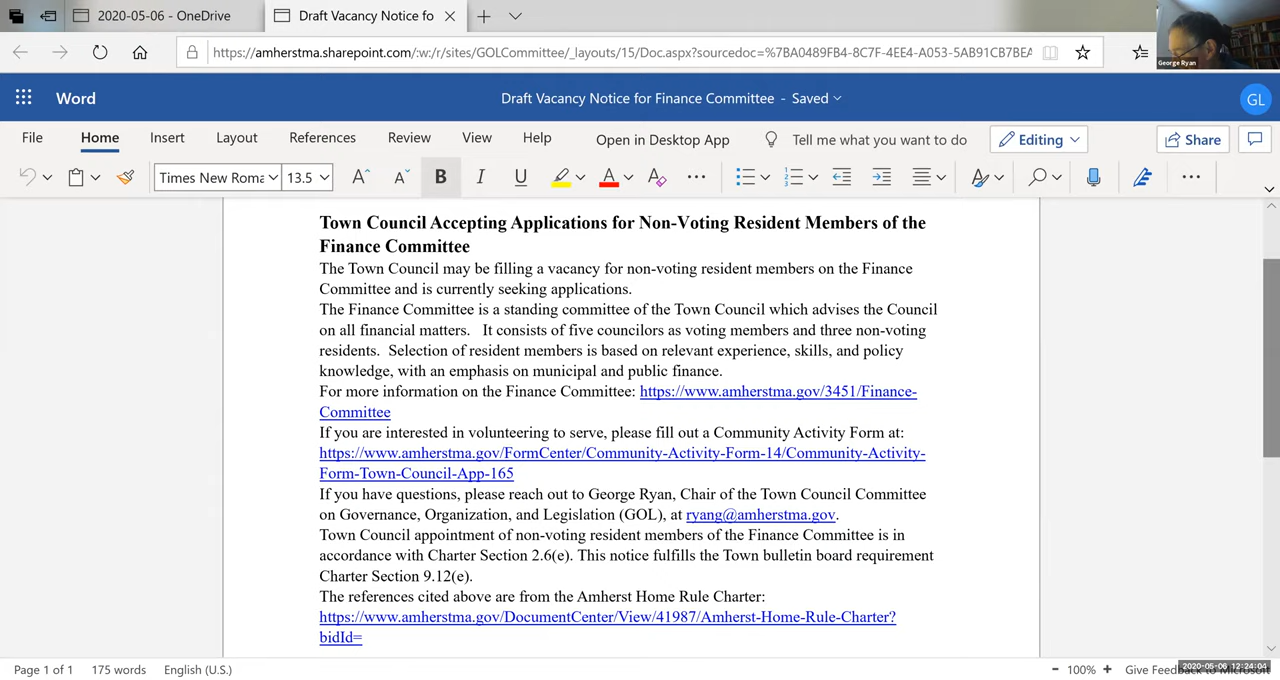 2020-05-06 - OneDrive
Draft Vacancy Notice fo
https://amherstma.sharepoint.com/:w:/r/sites/GOLCommittee/_layouts/15/Doc.aspx?sourcedoc=%7BA0489FB4-8C7F-4EE4-A053-5AB91CB7BEA
George Ryan
Word
Draft Vacancy Notice for Finance Committee - Saved
GL
File Home Insert Layout References Review View Help Open in Desktop App Tell me what you want to do Editing Share
Times New Roma 13.5
Town Council Accepting Applications for Non-Voting Resident Members of the
Finance Committee
The Town Council may be filling a vacancy for non-voting resident members on the Finance
Committee and is currently seeking applications.
The Finance Committee is a standing committee of the Town Council which advises the Council
on all financial matters.   It consists of five councilors as voting members and three non-voting
residents.  Selection of resident members is based on relevant experience, skills, and policy
knowledge, with an emphasis on municipal and public finance.
For more information on the Finance Committee: https://www.amherstma.gov/3451/Finance-
Committee
If you are interested in volunteering to serve, please fill out a Community Activity Form at:
https://www.amherstma.gov/FormCenter/Community-Activity-Form-14/Community-Activity-
Form-Town-Council-App-165
If you have questions, please reach out to George Ryan, Chair of the Town Council Committee
on Governance, Organization, and Legislation (GOL), at ryang@amherstma.gov.
Town Council appointment of non-voting resident members of the Finance Committee is in
accordance with Charter Section 2.6(e). This notice fulfills the Town bulletin board requirement
Charter Section 9.12(e).
The references cited above are from the Amherst Home Rule Charter:
https://www.amherstma.gov/DocumentCenter/View/41987/Amherst-Home-Rule-Charter?
bidId=
Page 1 of 1 175 words English (U.S.) - 100% + Give Feedback to Microsoft
2020-05-06 12:24:04